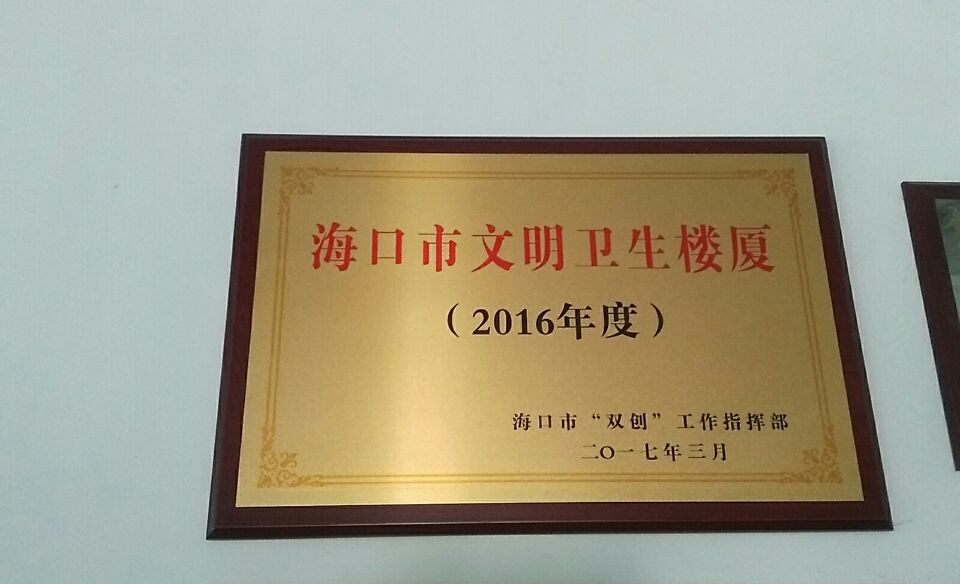 海口市文明卫生楼厦
（2016年度）
海口市“双创”工作指挥部
二〇一七年三月